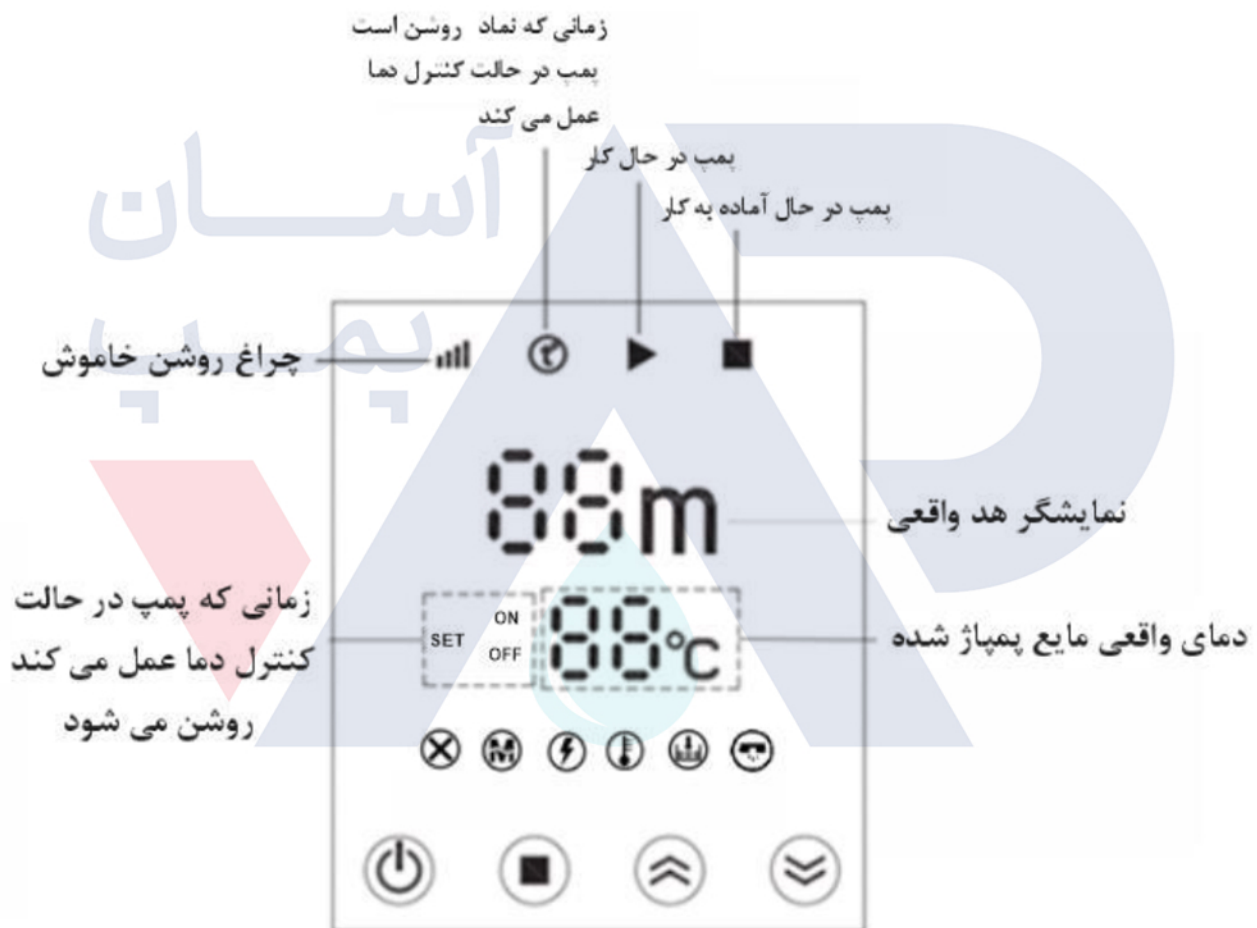 زمانی که نماد روشن است
پمپ در حالت کنترل دما
عمل می کند
پمپ در حال کار
پمپ در حال آماده به کار
آسان
پمپ
چراغ روشن خاموش
88m
نمایشگر هد واقعی
زمانی که پمپ در حالت
کنترل دما عمل می کند
روشن می شود
SET
ON
OFF
88°C
دمای واقعی مایع پمپاژ شده
M